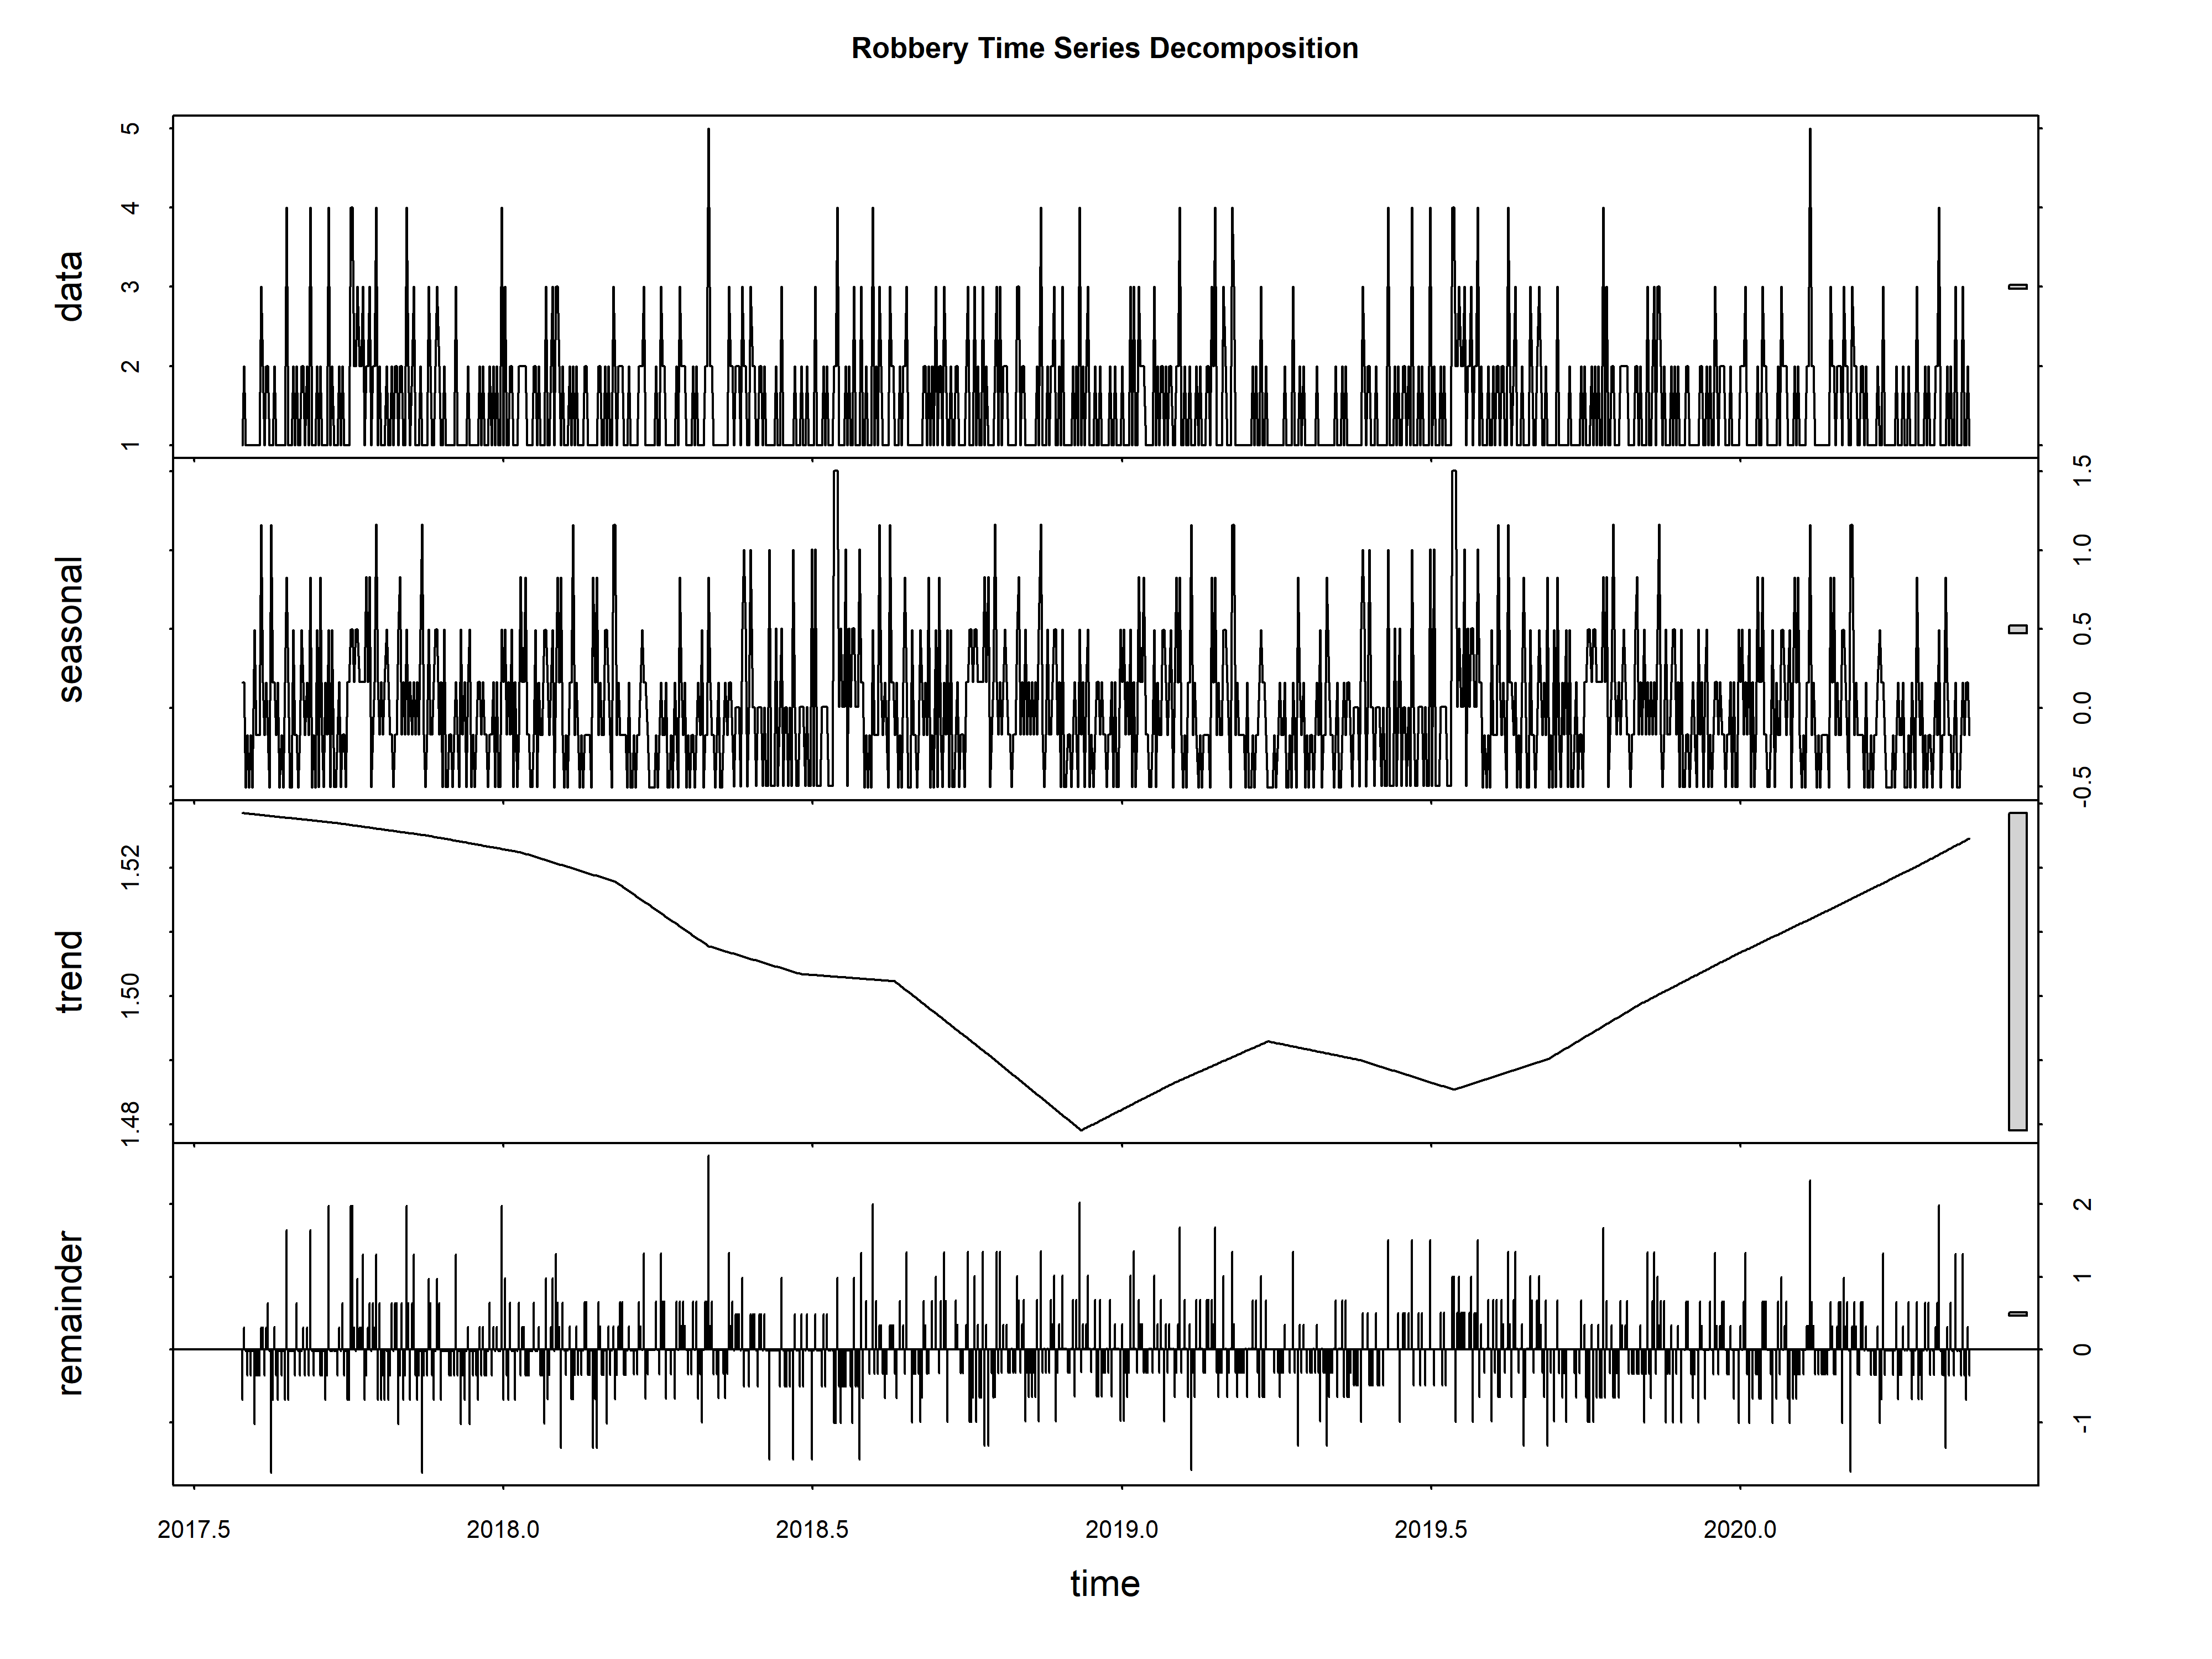 Robbery Time Series Decomposition
data
1 2 3 4 5
seasonal
-0.5 0.0 0.5 1.0 1.5
trend
1.48 1.50 1.52
remainder
-1 0 1 2
2017.5 2018.0 2018.5 2019.0 2019.5 2020.0
time